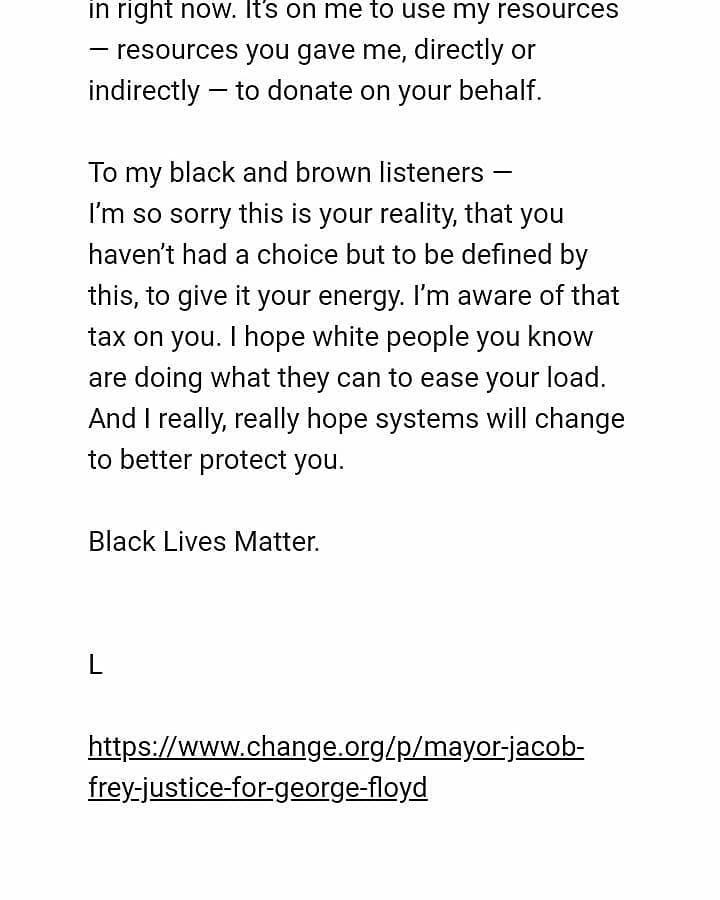 in right now. It’s on me to use my resources
— resources you gave me, directly or
indirectly — to donate on your behalf.
To my black and brown listeners —
I’m so sorry this is your reality, that you
haven’t had a choice but to be defined by
this, to give it your energy. I’m aware of that
tax on you. I hope white people you know
are doing what they can to ease your load.
And I really, really hope systems will change
to better protect you.
Black Lives Matter.
L
https://www.change.org/p/mayor-jacob-
frey-justice-for-george-floyd